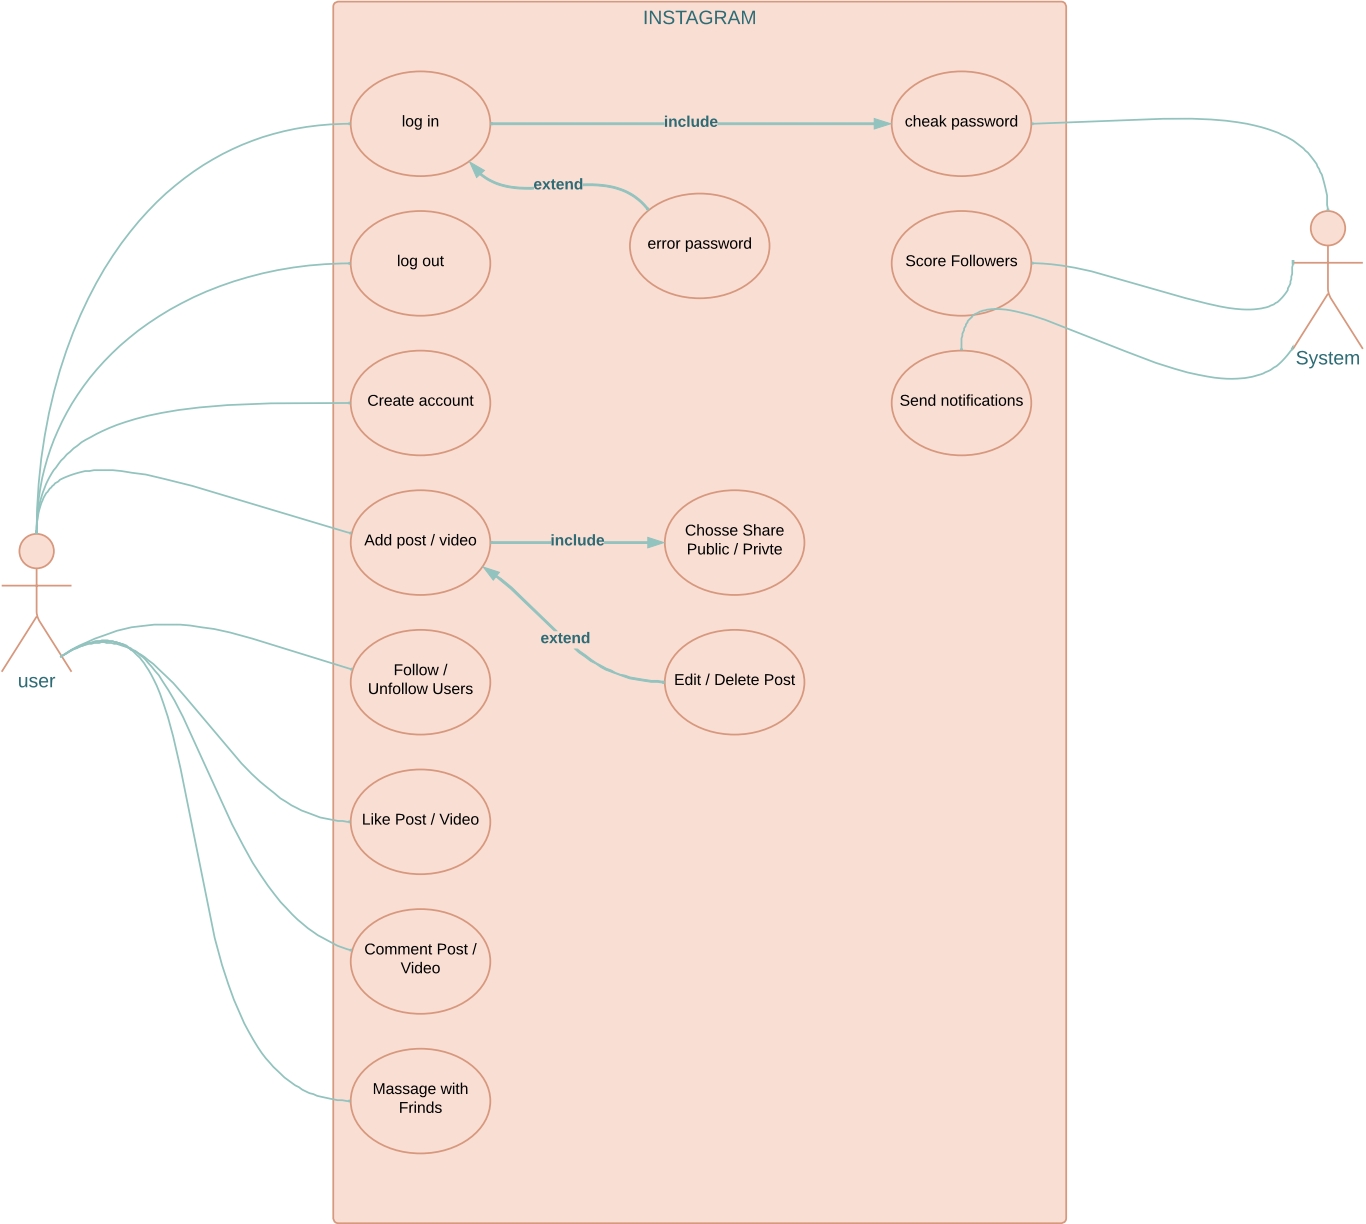 INSTAGRAM
log in
include
cheak password
extend
error password
log out
Score Followers
System
Create account
Send notifications
Add post / video
include
Chosse Share
Public / Privte
extend
user
Follow /
Unfollow Users
Edit / Delete Post
Like Post / Video
Comment Post /
Video
Massage with
Frinds